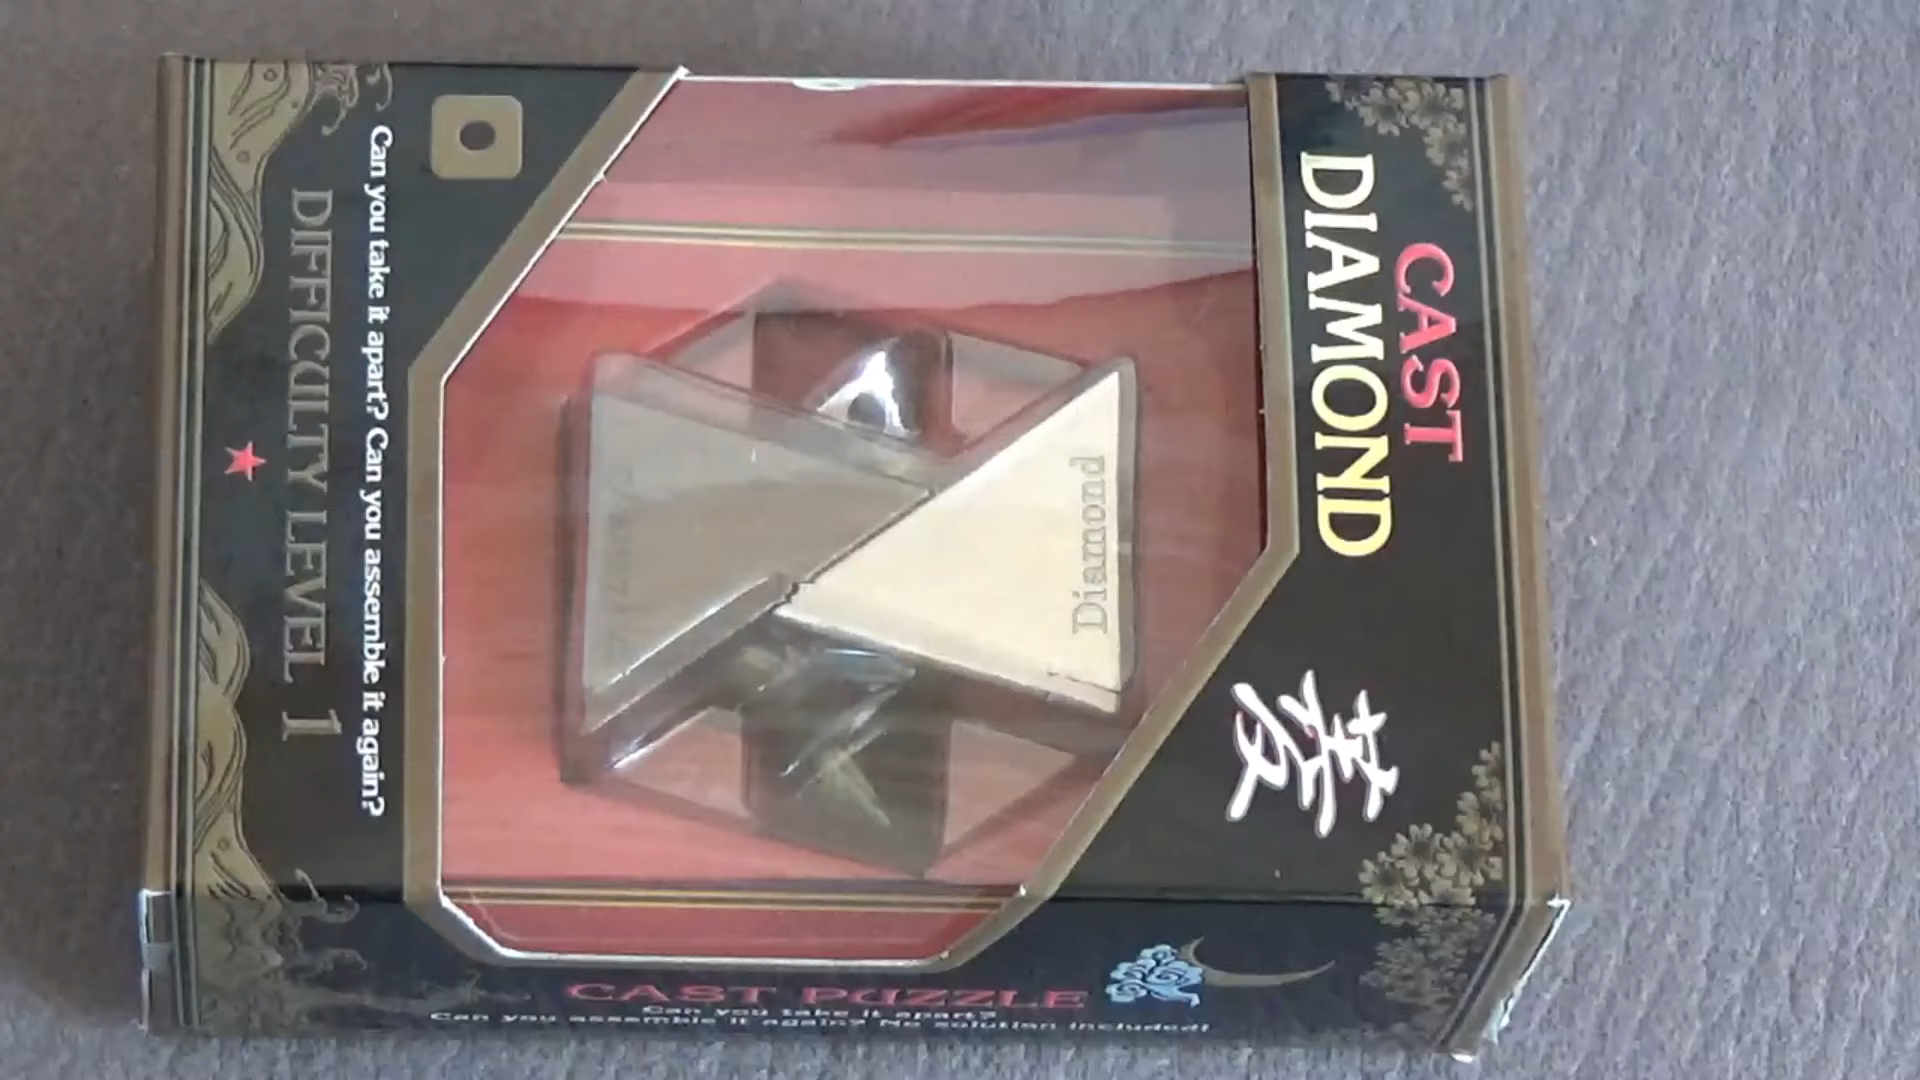 CAST
DIAMOND
Diamond
Can you take it apart? Can you assemble it again?
DIFFICULTY LEVEL 1
CAST PUZZLE
Can you take it apart?
Can you assemble it again? No solution included!